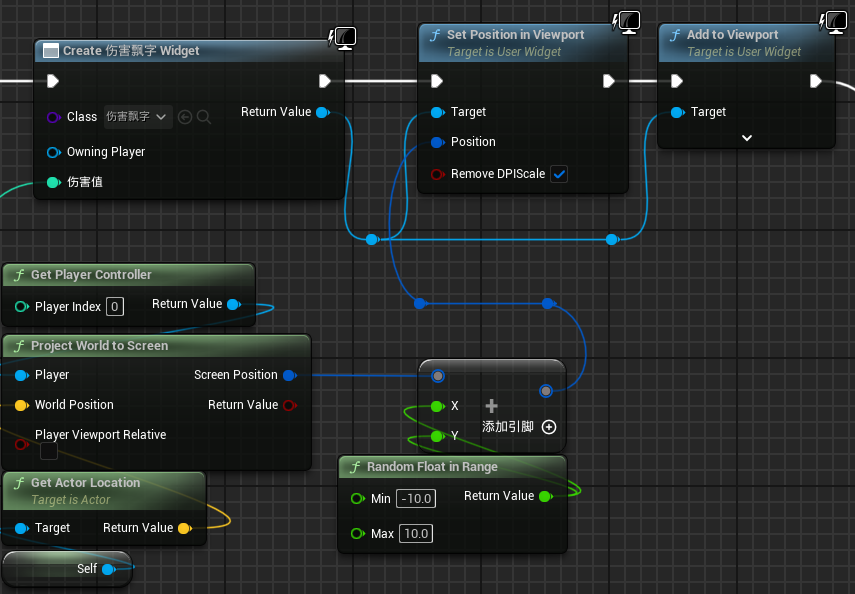 Create 伤害飘字 Widget
Class 伤害飘字
Return Value
Owning Player
伤害值
Set Position in Viewport
Target is User Widget
Target
Position
Remove DPIScale
Add to Viewport
Target is User Widget
Target
Get Player Controller
Player Index 0
Return Value
Project World to Screen
Player
Screen Position
World Position
Return Value
Player Viewport Relative
Get Actor Location
Target is Actor
Target
Return Value
Self
X
Y
添加引脚
Random Float in Range
Min -10.0
Return Value
Max 10.0